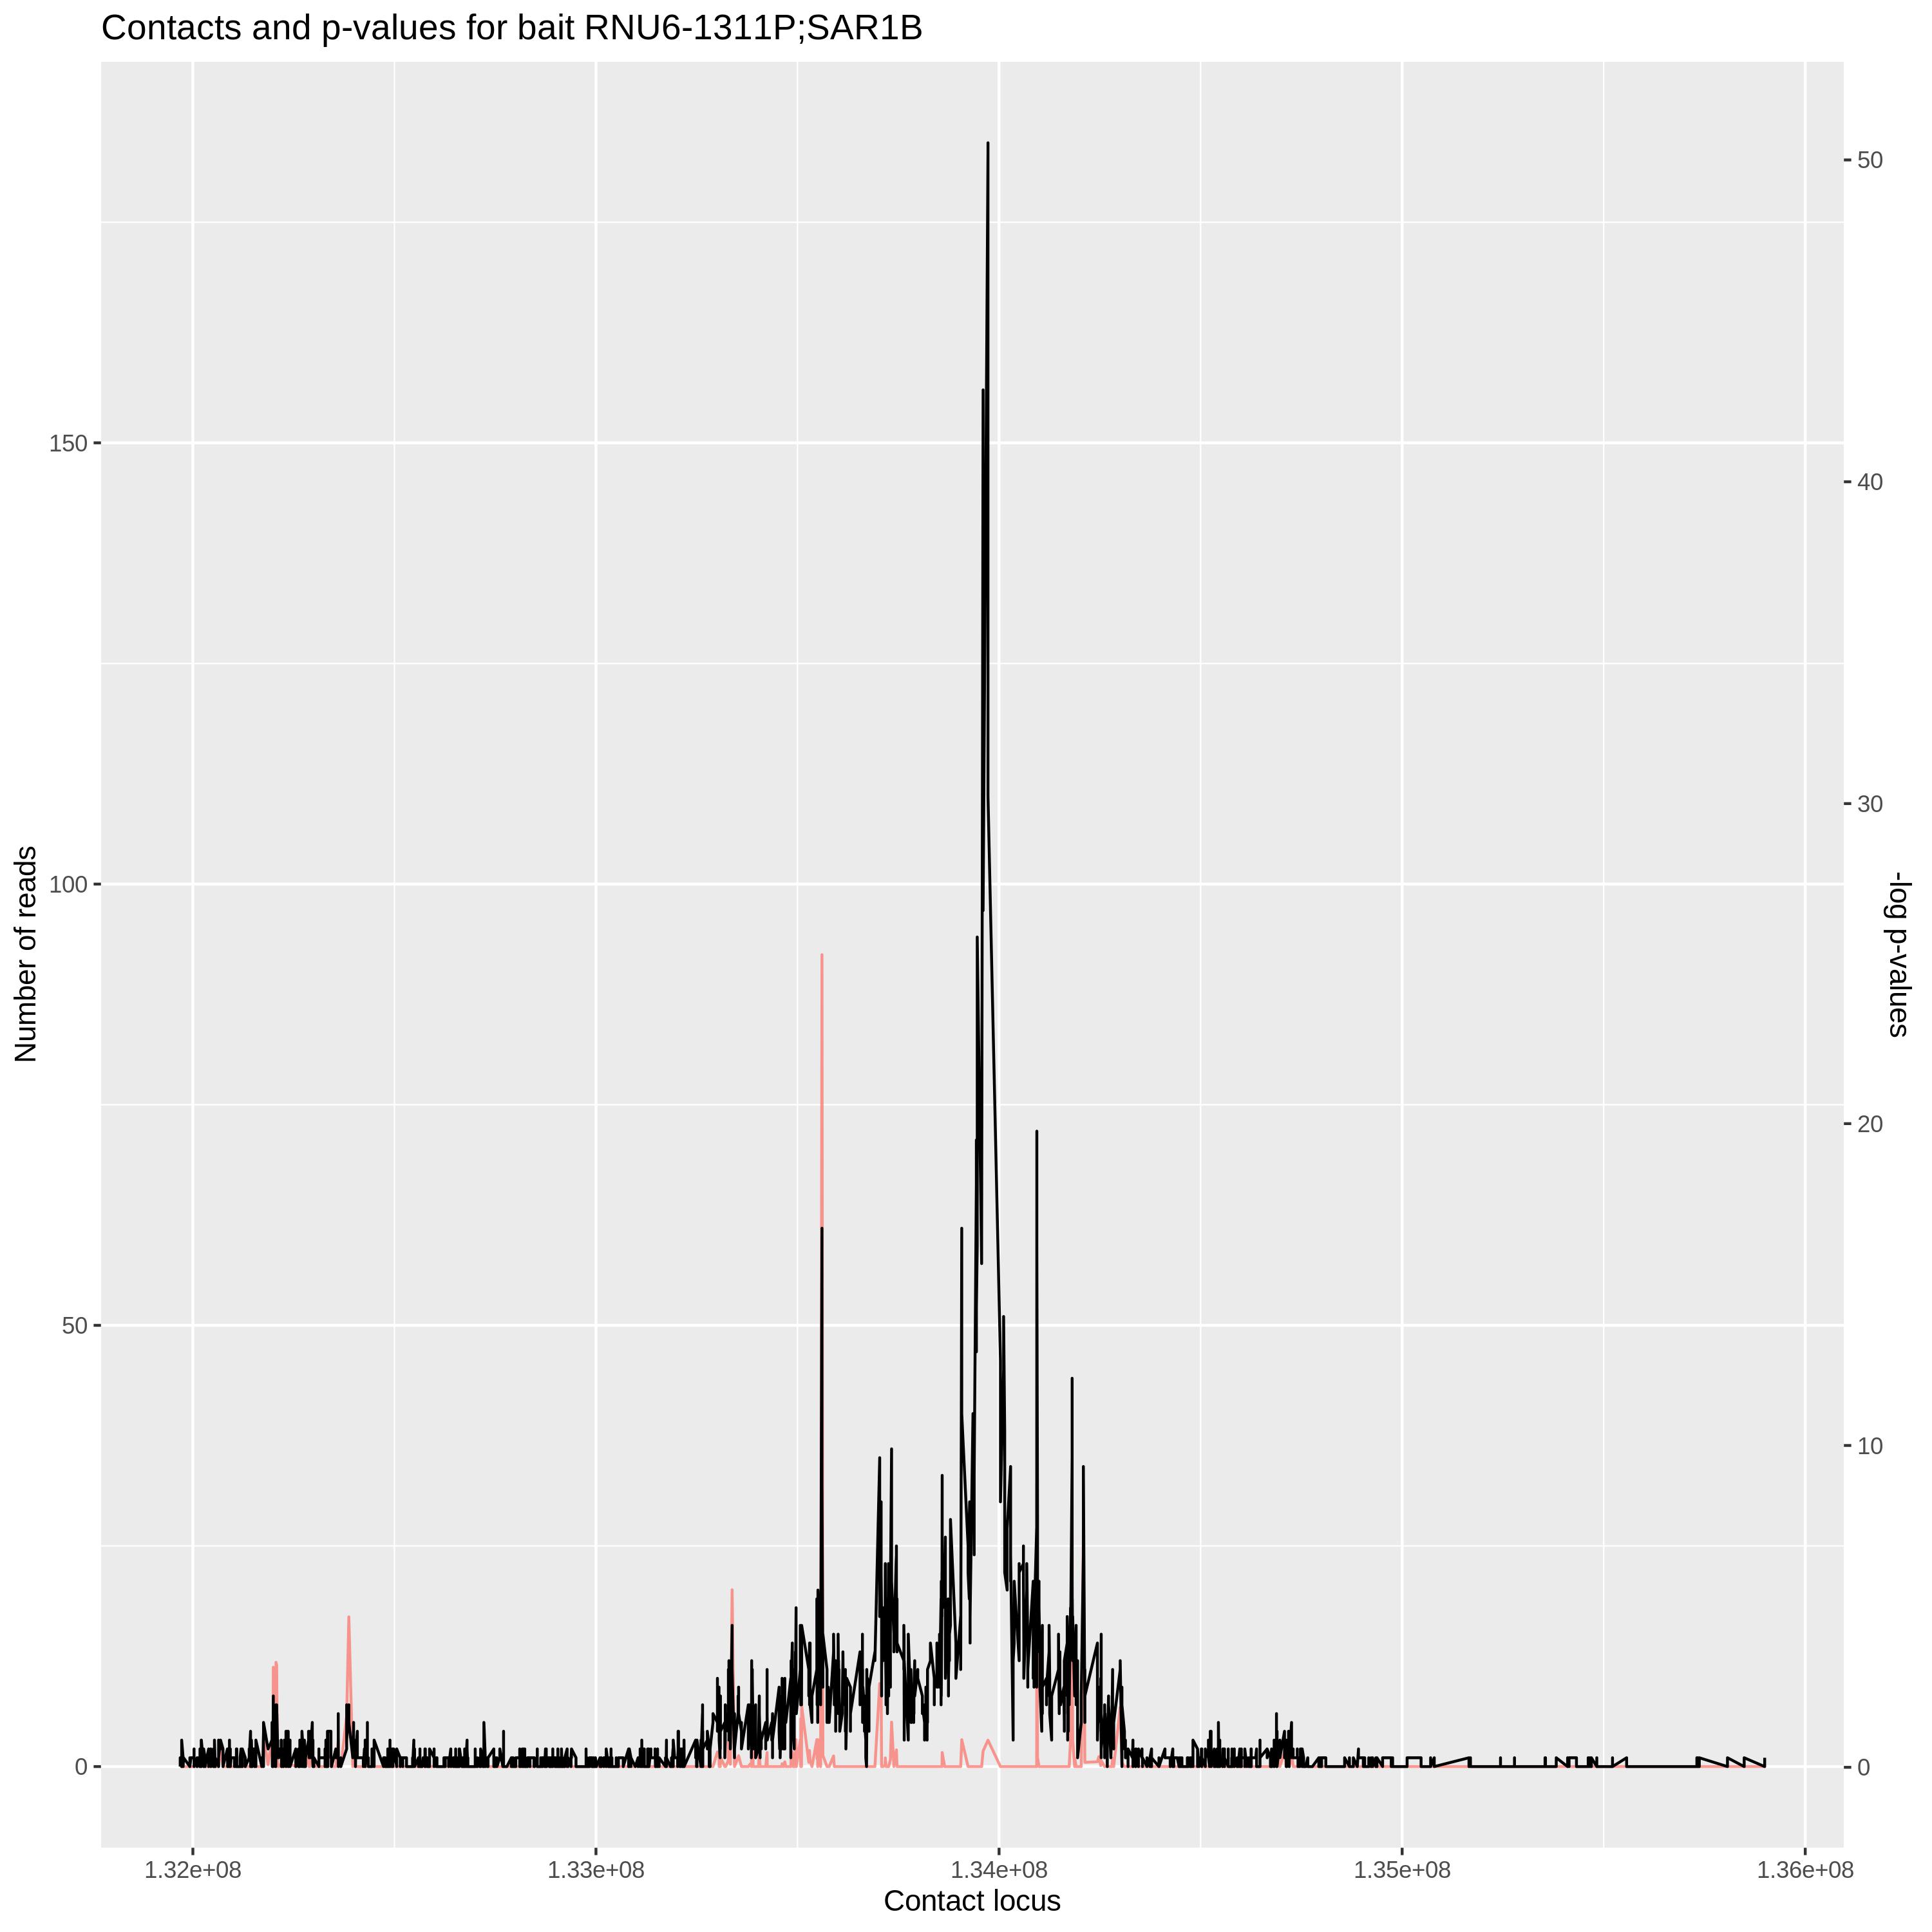 Contacts and p-values for bait RNU6-1311P;SAR1B
Number of reads
150
100
50
0
50
40
30
20
10
0
-log p-values
1.32e+08
1.33e+08
1.34e+08
1.35e+08
1.36e+08
Contact locus